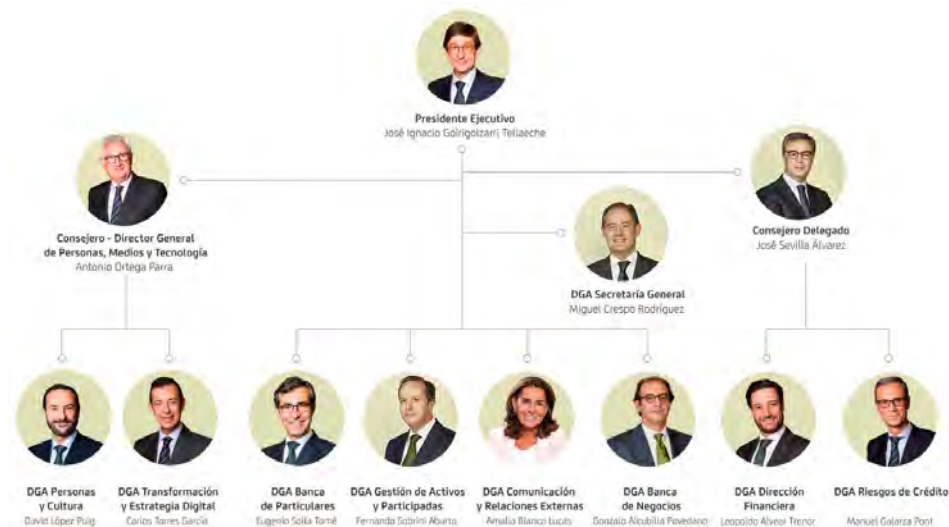 Presidente Ejecutivo
José Ignacio Goirigolzarri Tellaeche
Consejero - Director General
de Personas, Medios y Tecnología
Antonio Ortega Parra
Consejero Delegado
José Sevilla Álvarez
DGA Secretaría General
Miguel Crespo Rodríguez
DGA Personas
y Cultura
David López Puig
DGA Transformación
y Estrategia Digital
Carlos Torres García
DGA Banca
de Particulares
Eugenio Solla Tomé
DGA Gestión de Activos
y Participadas
Fernando Sobrini Aburto
DGA Comunicación
y Relaciones Externas
Amalia Blanco Lucas
DGA Banca
de Negocios
Gonzalo Alcubilla Povedano
DGA Dirección
Financiera
Leopoldo Alvear Trenor
DGA Riesgos de Crédito
Manuel Galarza Pont